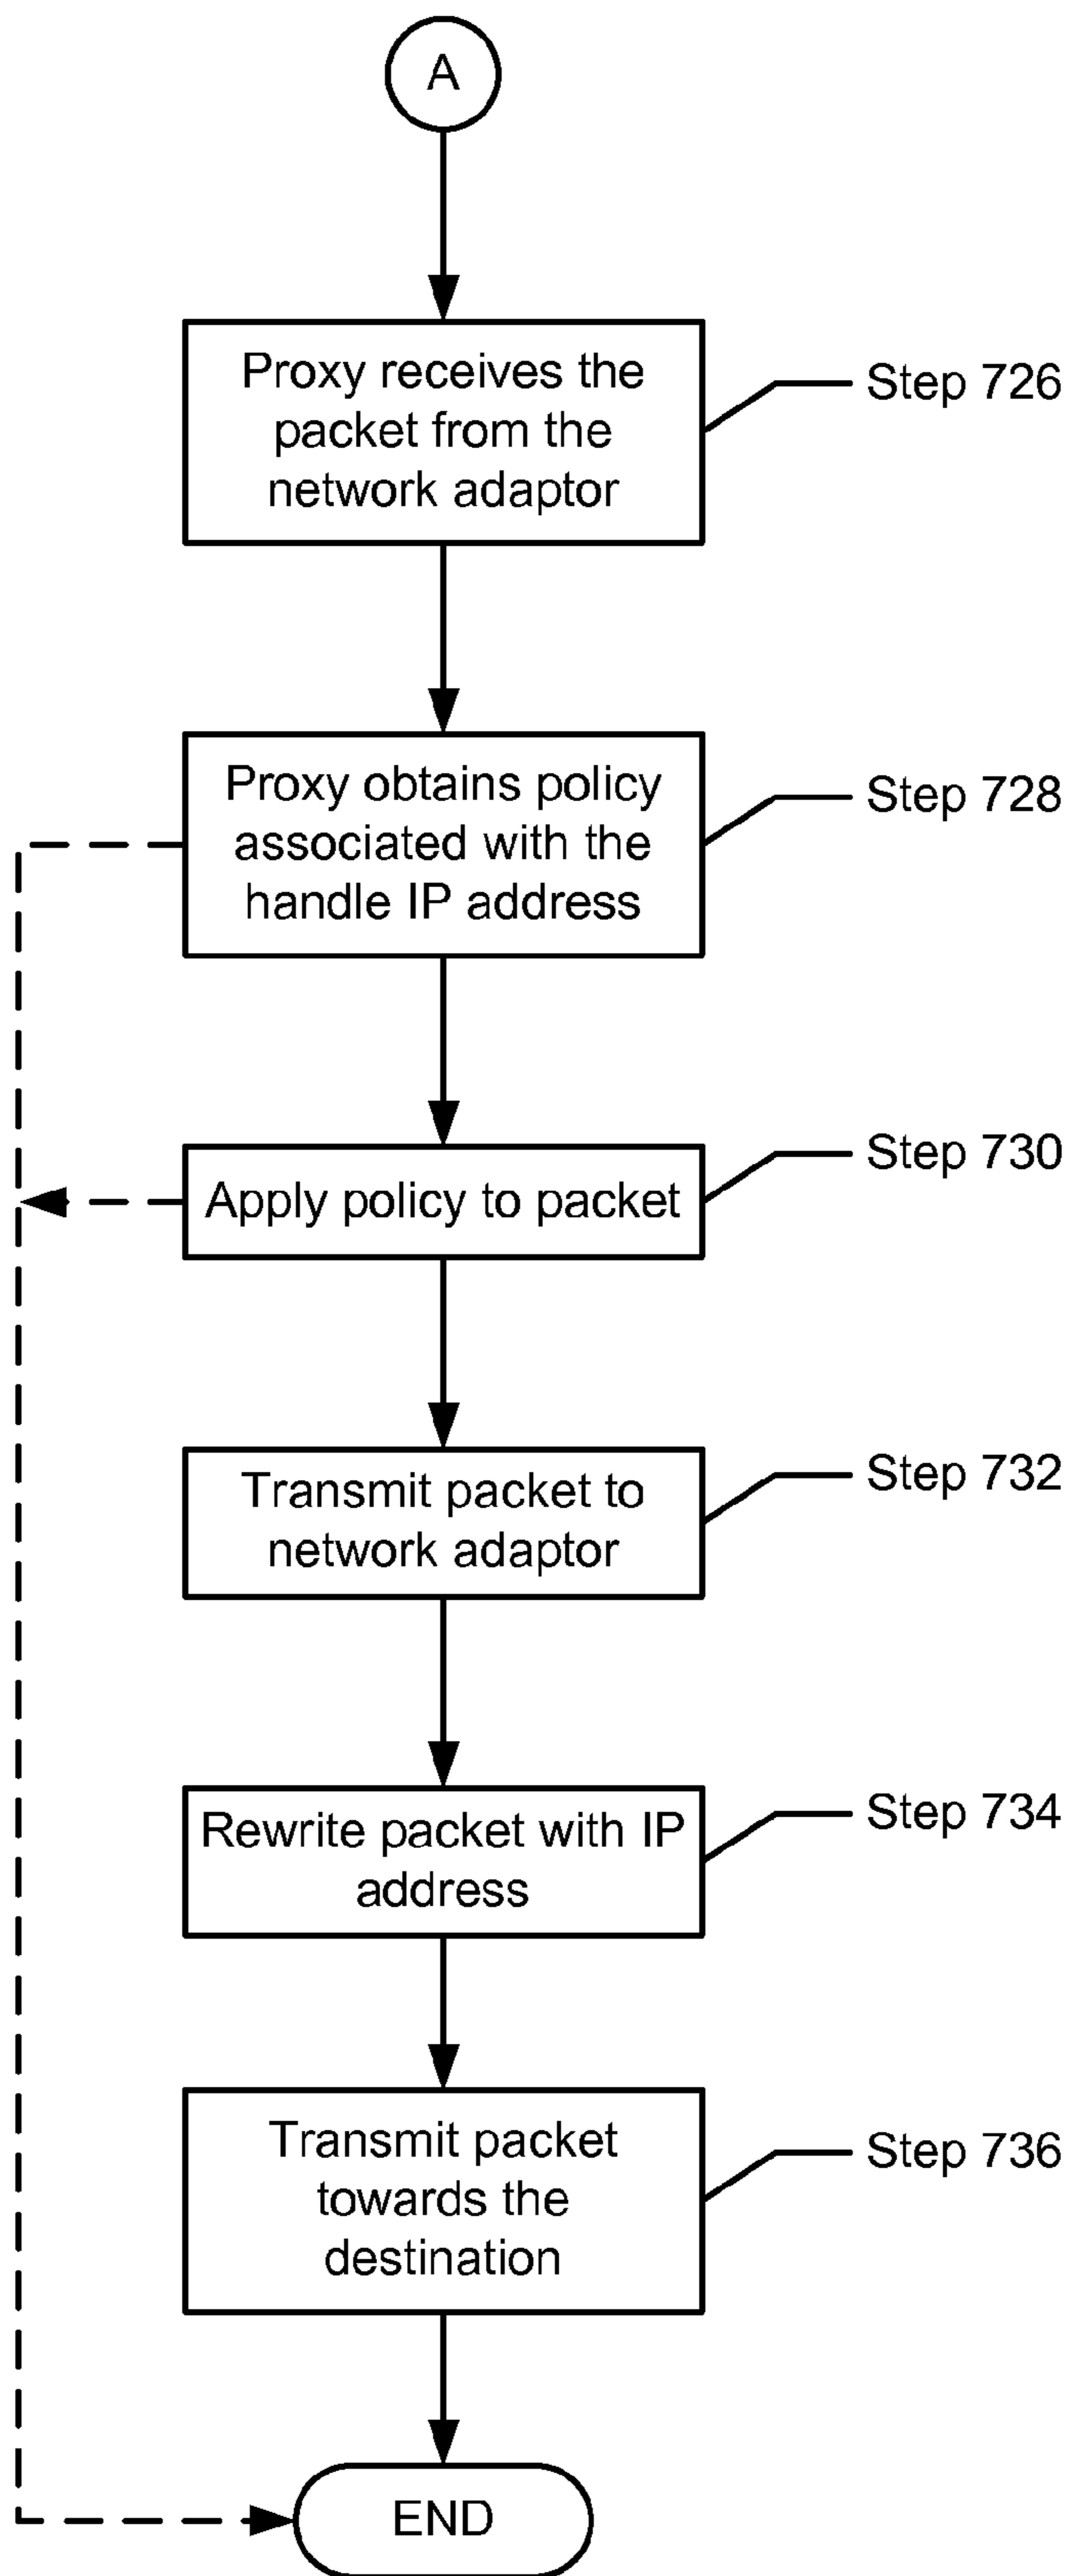 A
Proxy receives the
packet from the
network adaptor
Step 726
Proxy obtains policy
associated with the
handle IP address
Step 728
Apply policy to packet
Step 730
Transmit packet to
network adaptor
Step 732
Rewrite packet with IP
address
Step 734
Transmit packet
towards the
destination
Step 736
END